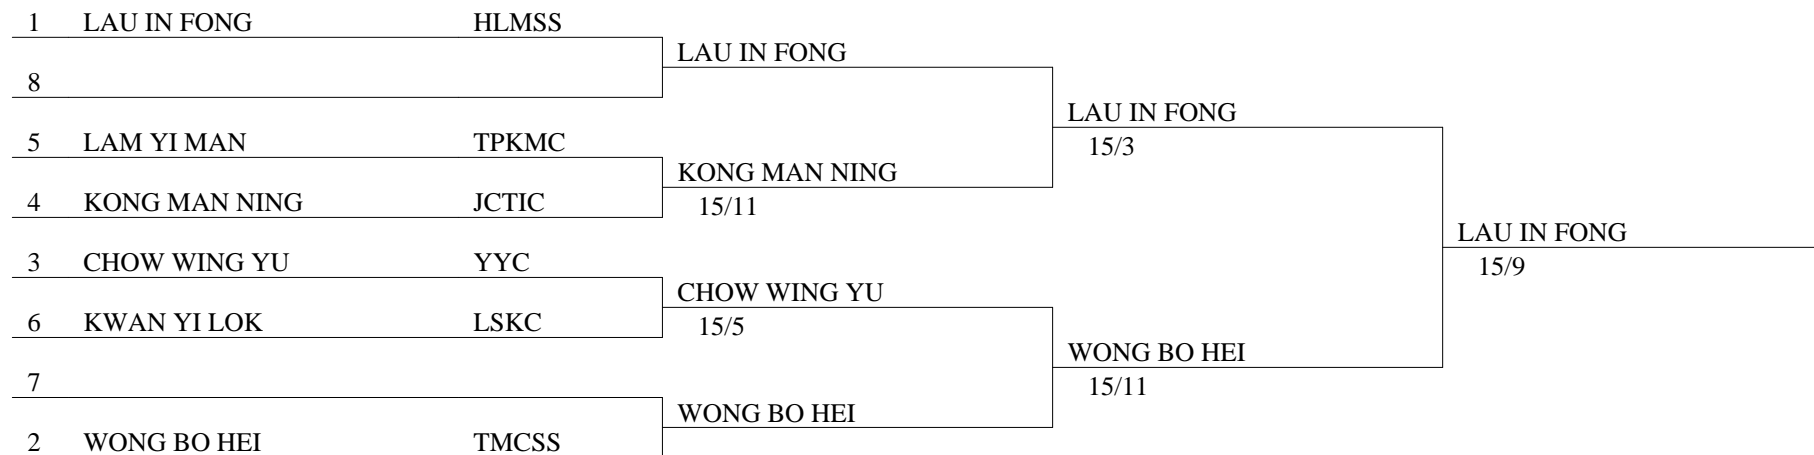 1 LAU IN FONG HLMSS
LAU IN FONG
8
LAU IN FONG
15/3
5 LAM YI MAN TPKMC
KONG MAN NING
15/11
4 KONG MAN NING JCTIC
LAU IN FONG
15/9
3 CHOW WING YU YYC
CHOW WING YU
15/5
6 KWAN YI LOK LSKC
WONG BO HEI
15/11
7
WONG BO HEI
2 WONG BO HEI TMCSS